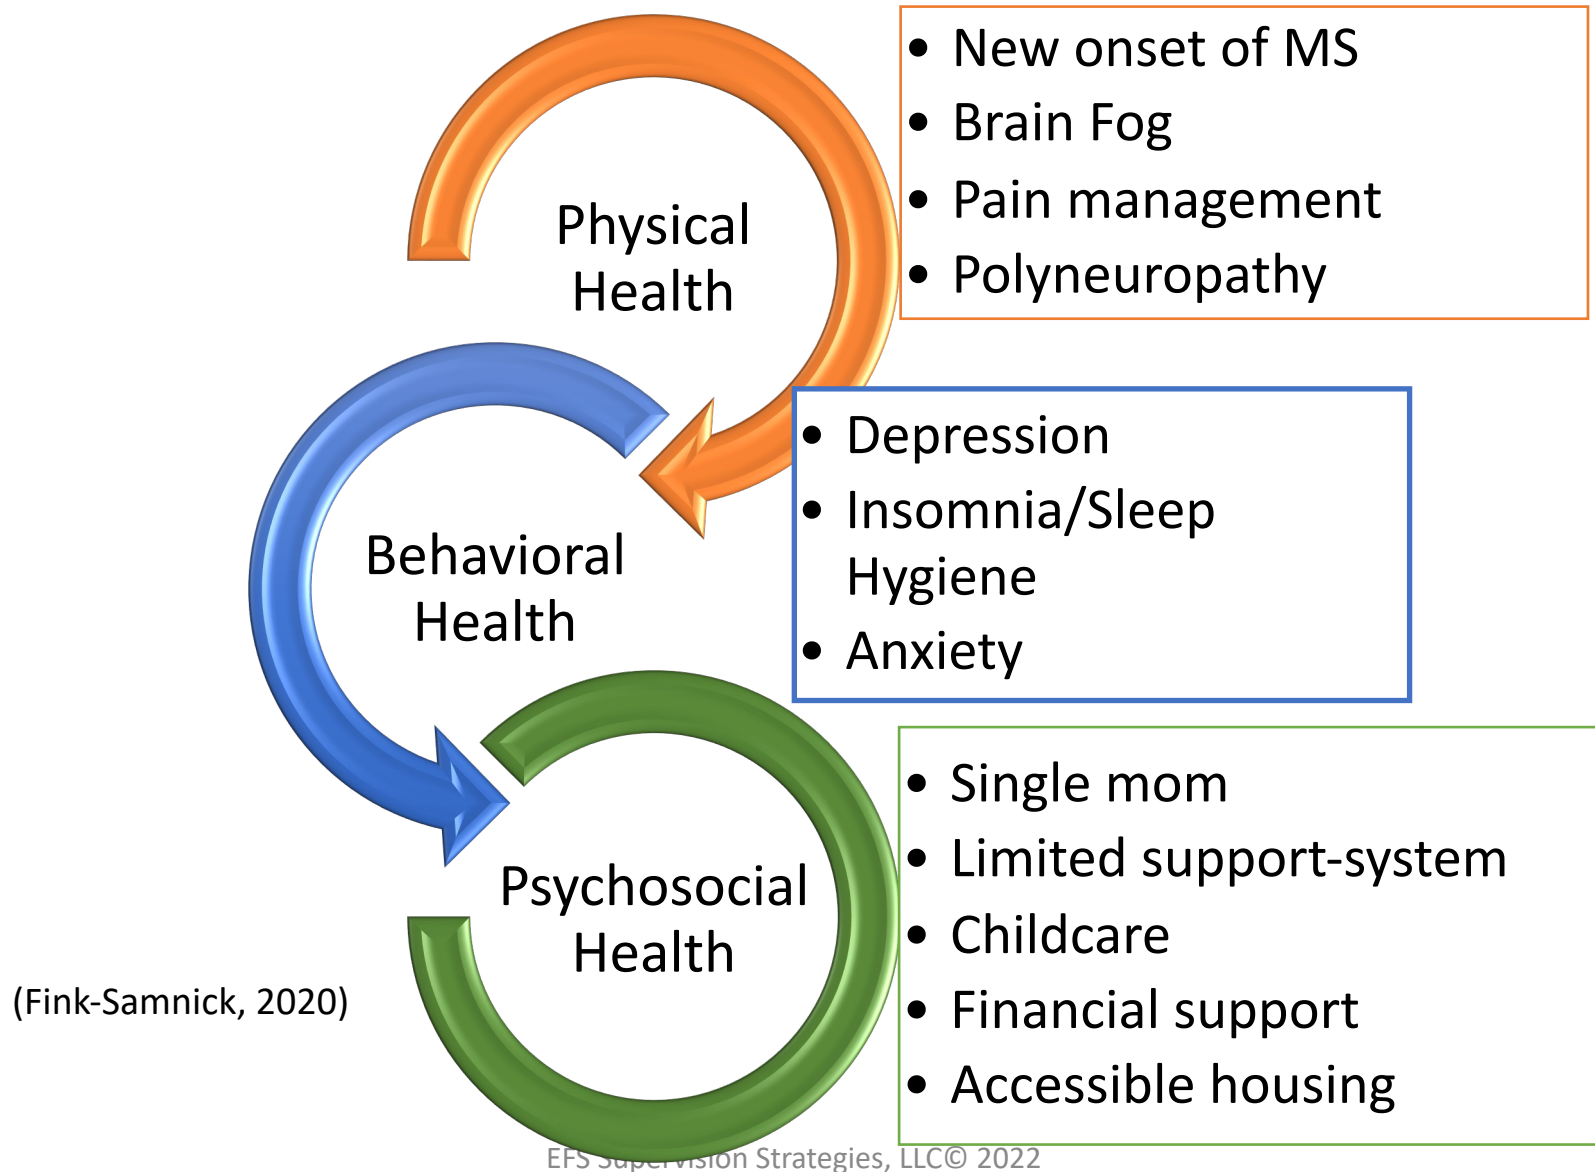 Physical
Health
• New onset of MS
• Brain Fog
• Pain management
• Polyneuropathy
Behavioral
Health
• Depression
• Insomnia/Sleep
Hygiene
• Anxiety
Psychosocial
Health
• Single mom
• Limited support-system
• Childcare
• Financial support
• Accessible housing
(Fink-Samnick, 2020)
EFS Supervision Strategies, LLC© 2022